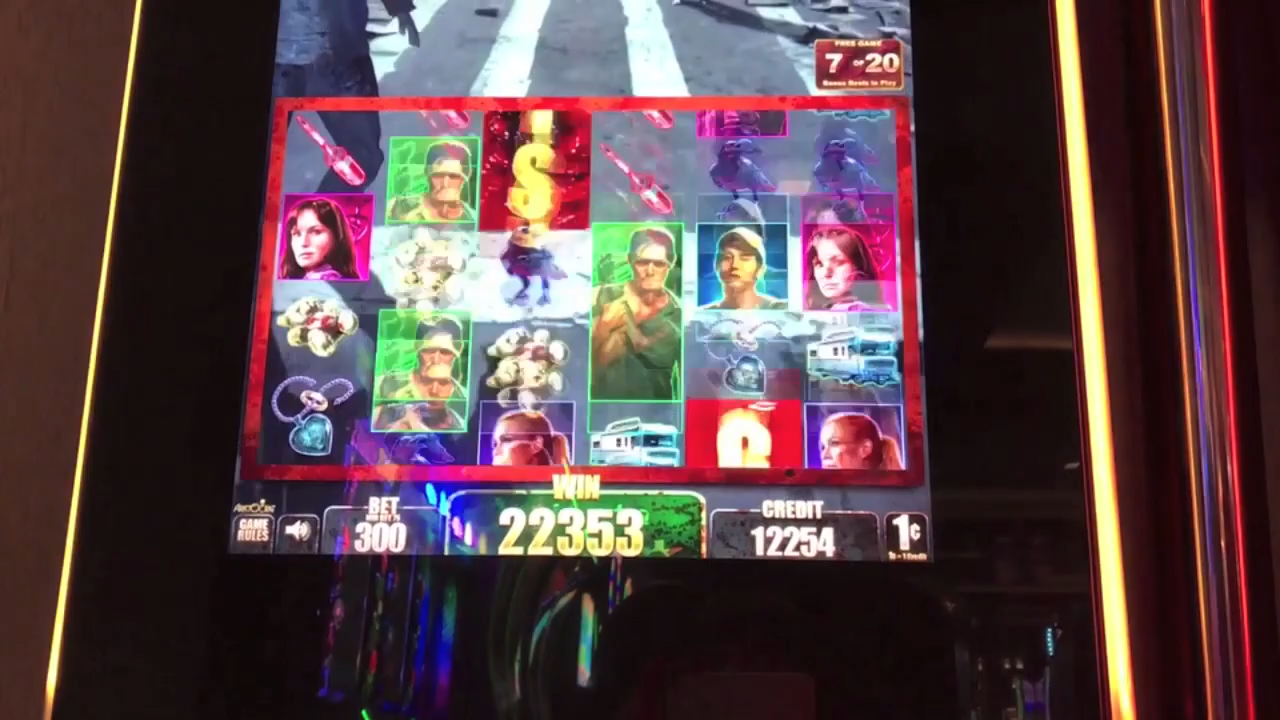 FREE GAME
7 OF 20
Bonus Reels in Play
S
C
WIN
22353
BET
300
CREDIT
12254
GAME
RULES
1¢